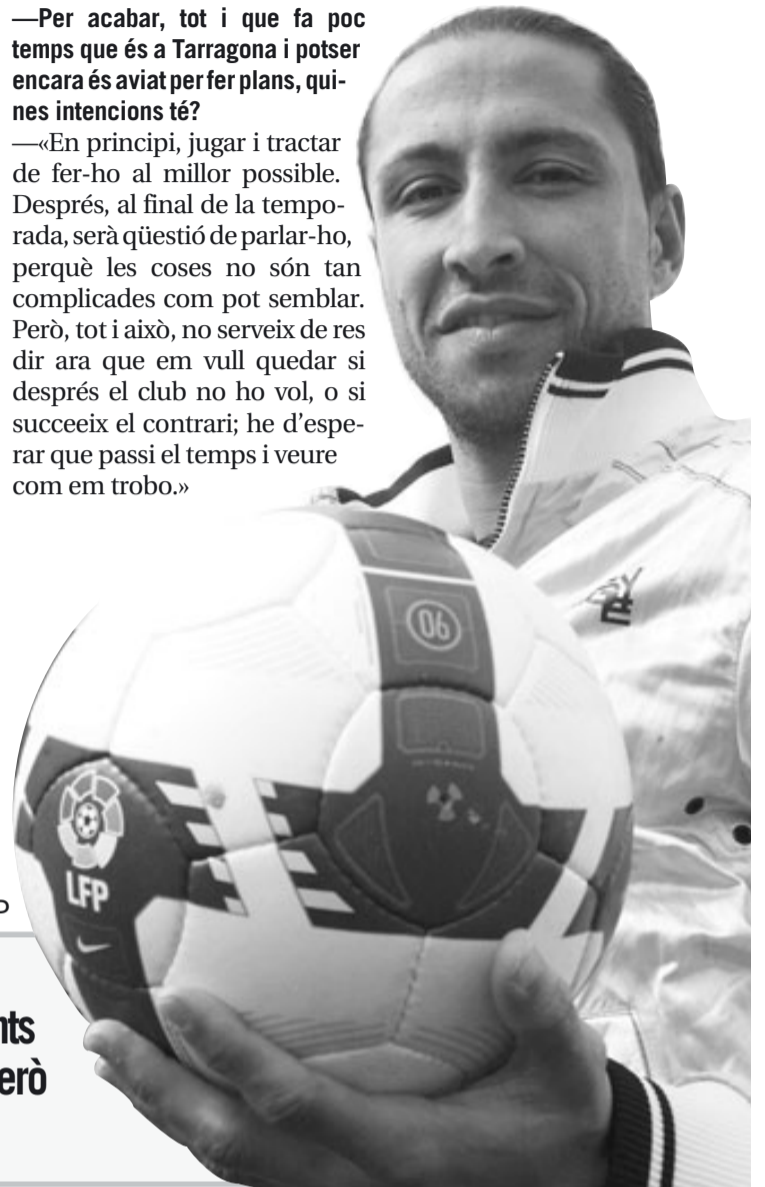 —Per acabar, tot i que fa poc
temps que és a Tarragona i potser
encara és aviat per fer plans, qui-
nes intencions té?
—«En principi, jugar i tractar
de fer-ho al millor possible.
Després, al final de la tempo-
rada, serà qüestió de parlar-ho,
perquè les coses no són tan
complicades com pot semblar.
Però, tot i això, no serveix de res
dir ara que em vull quedar si
després el club no ho vol, o si
succeeix el contrari; he d’espe-
rar que passi el temps i veure
com em trobo.»
06
LFP